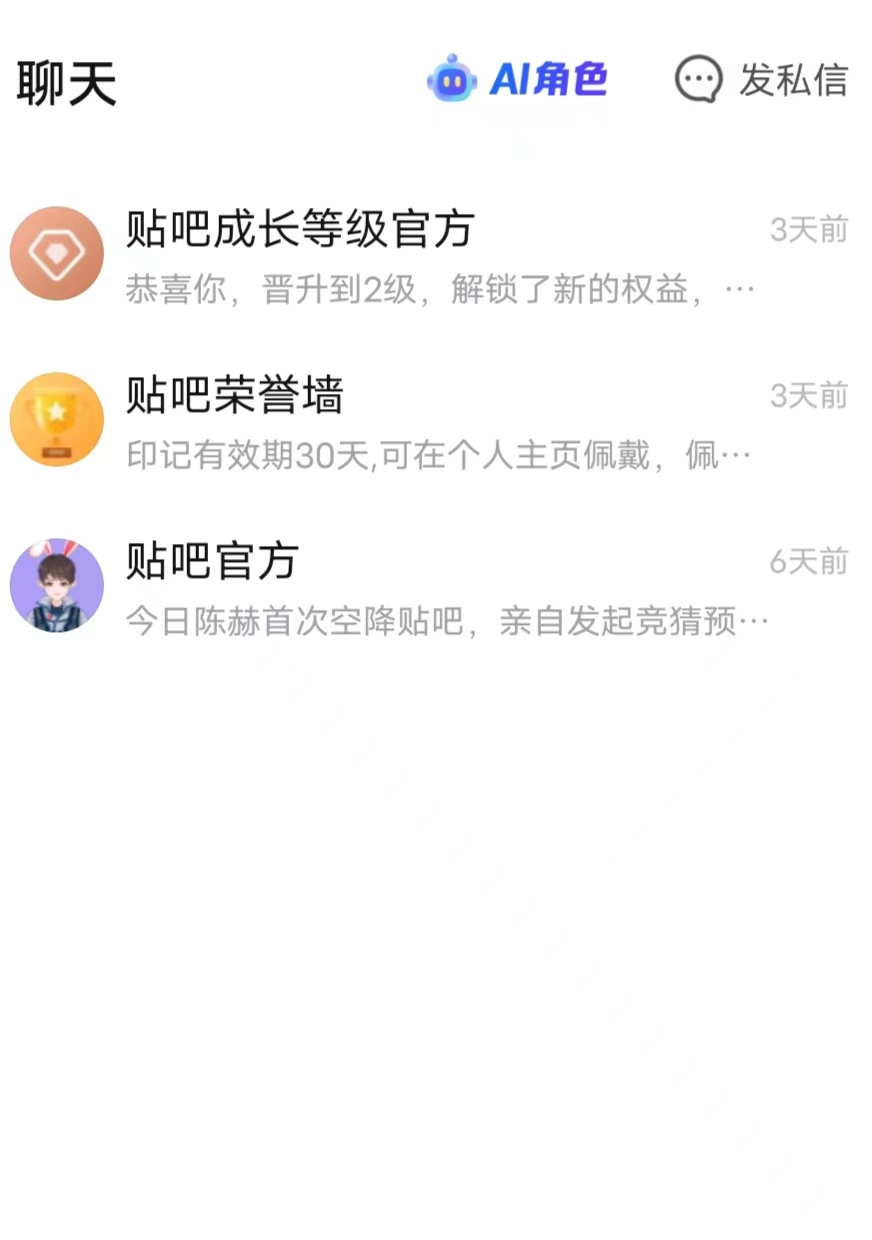 聊天
AI角色
发私信
贴吧成长等级官方
3天前
恭喜你，晋升到2级，解锁了新的权益，…
贴吧荣誉墙
3天前
印记有效期30天,可在个人主页佩戴，佩…
贴吧官方
6天前
今日陈赫首次空降贴吧，亲自发起竞猜预…